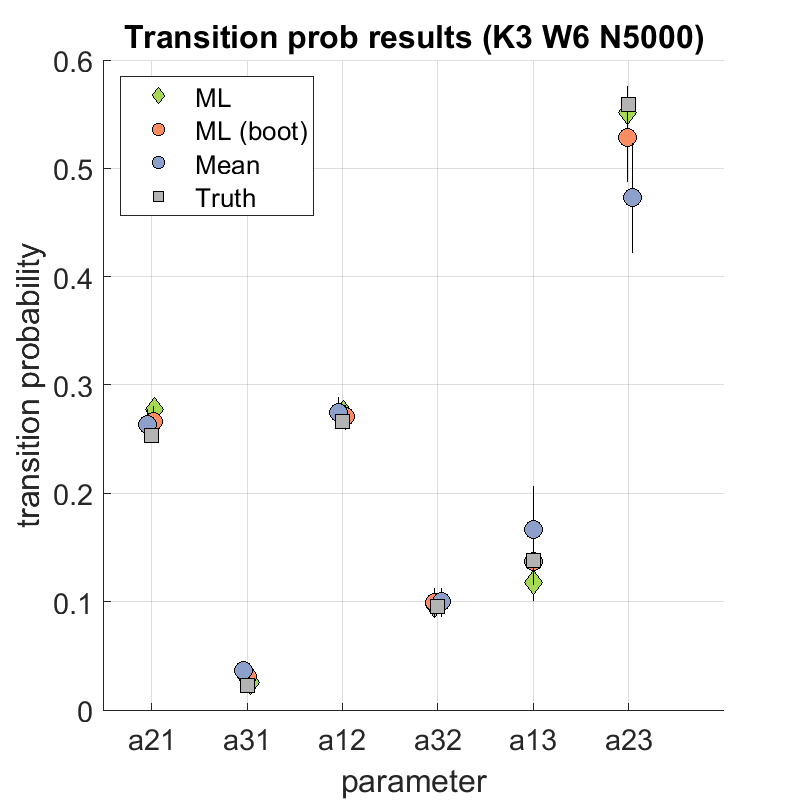 Transition prob results (K3 W6 N5000)
ML
ML (boot)
Mean
Truth
transition probability
0.6
0.5
0.4
0.3
0.2
0.1
0
a21 a31 a12 a32 a13 a23
parameter